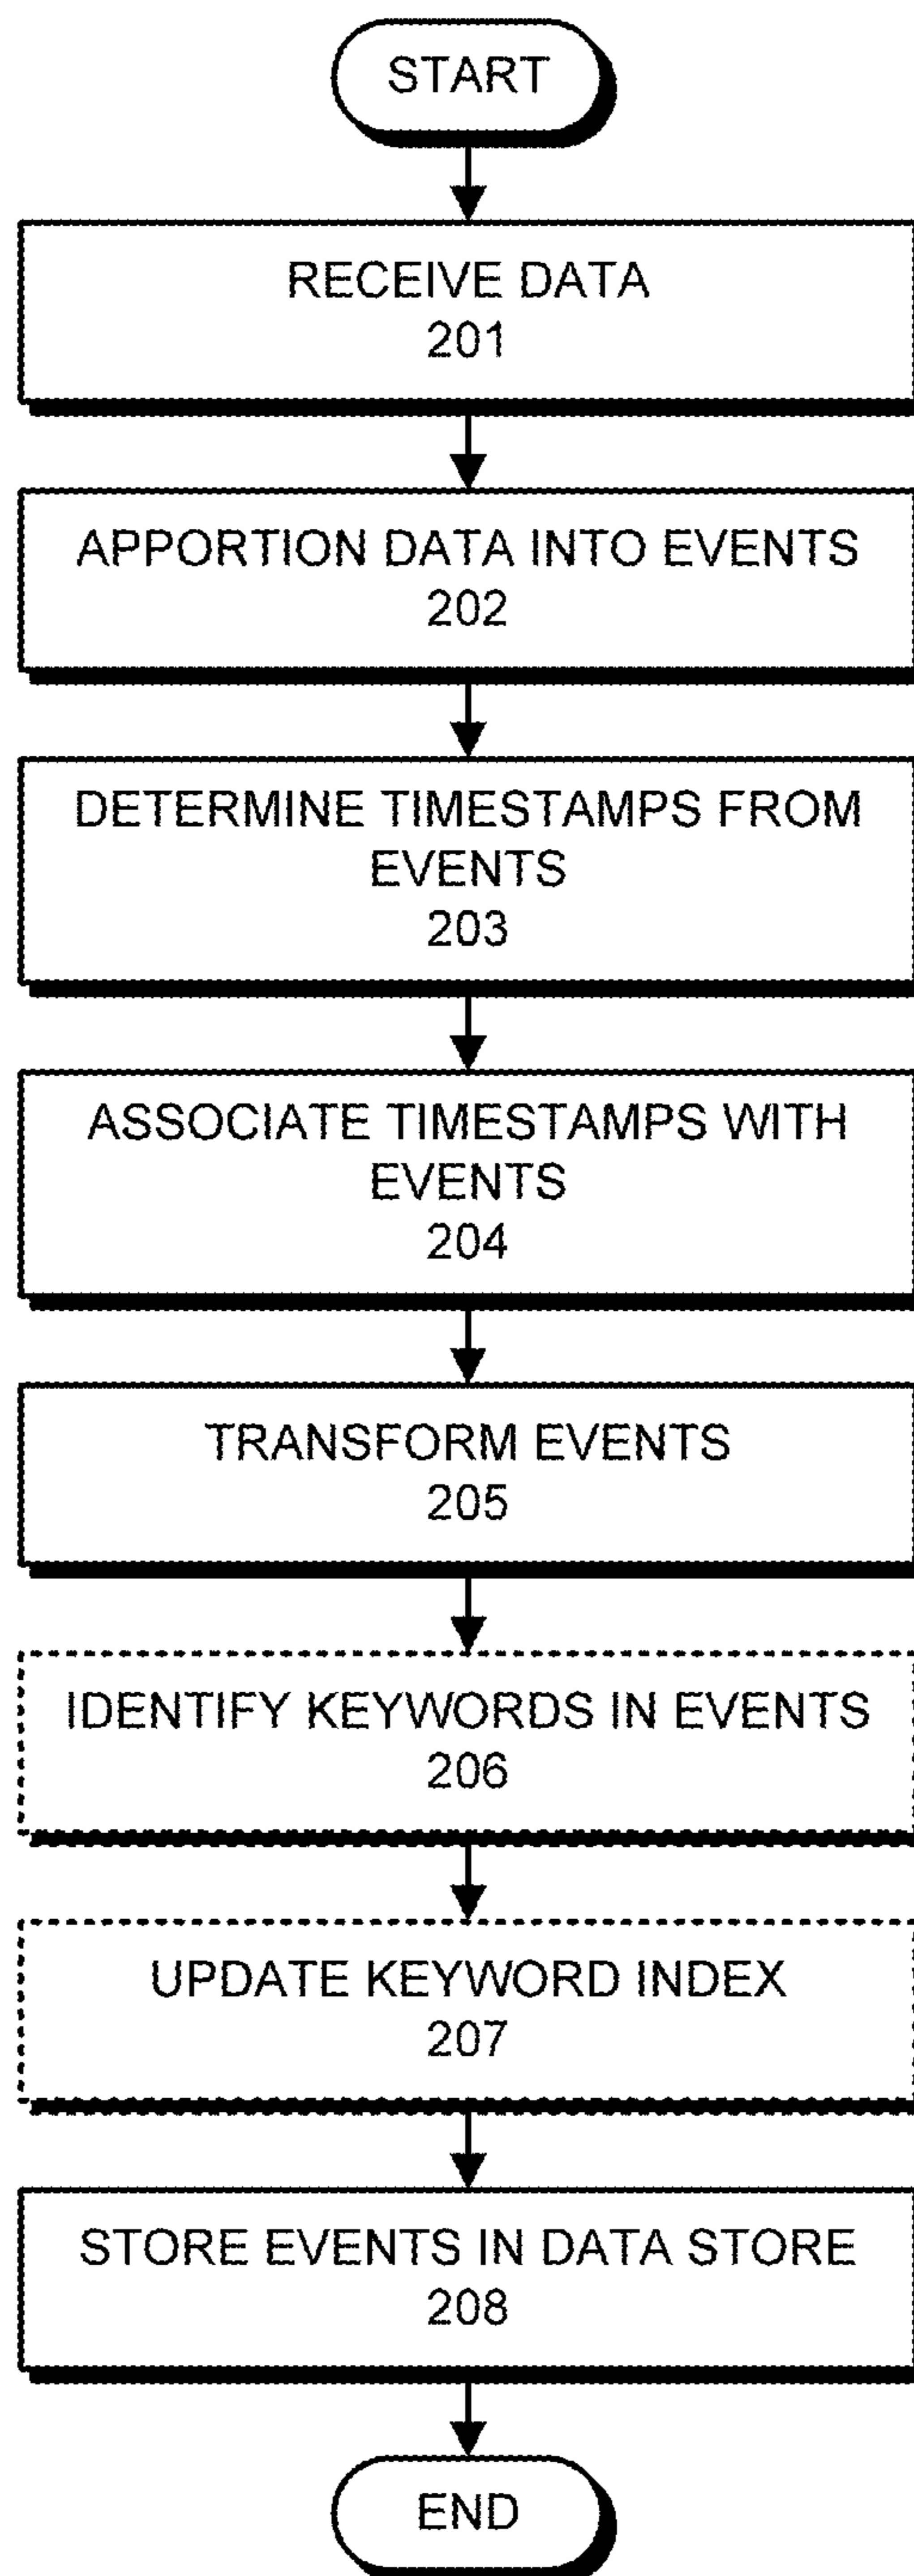 START
RECEIVE DATA
201
APPORTION DATA INTO EVENTS
202
DETERMINE TIMESTAMPS FROM
EVENTS
203
ASSOCIATE TIMESTAMPS WITH
EVENTS
204
TRANSFORM EVENTS
205
IDENTIFY KEYWORDS IN EVENTS
206
UPDATE KEYWORD INDEX
207
STORE EVENTS IN DATA STORE
208
END